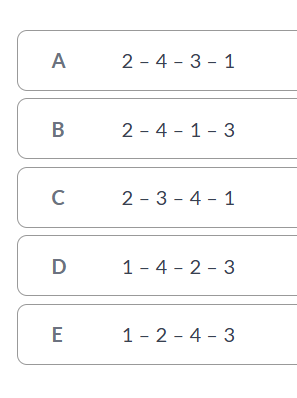 A 2 – 4 – 3 – 1
B 2 – 4 – 1 – 3
C 2 – 3 – 4 – 1
D 1 – 4 – 2 – 3
E 1 – 2 – 4 – 3